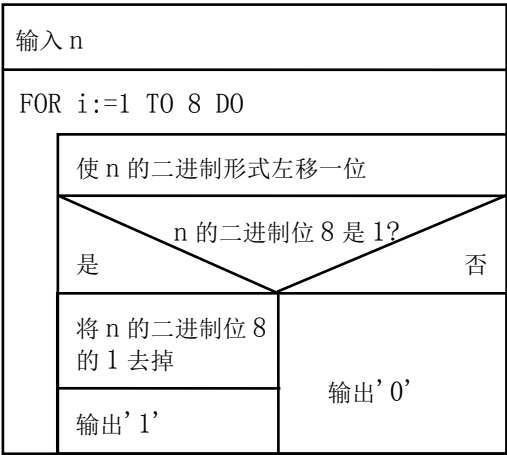 输入 n
FOR i:=1 TO 8 DO
使 n 的二进制形式左移一位
n 的二进制位 8 是 1?
是
否
将 n 的二进制位 8
的 1 去掉
输出'1'
输出'0'